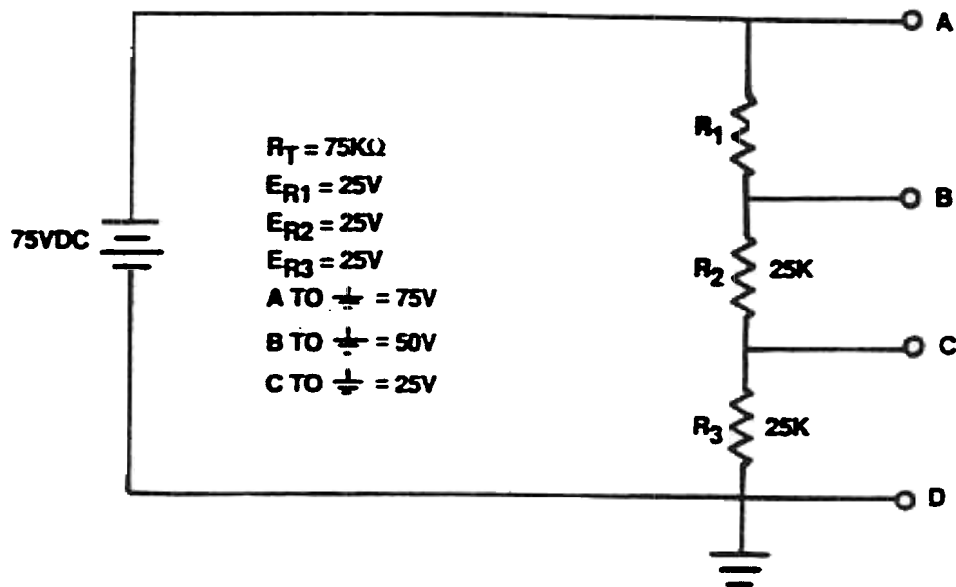 A
R1
B
RT = 75KΩ
ER1 = 25V
ER2 = 25V
ER3 = 25V
75VDC
R2 25K
A TO ⏚ = 75V
B TO ⏚ = 50V
C TO ⏚ = 25V
C
R3 25K
D